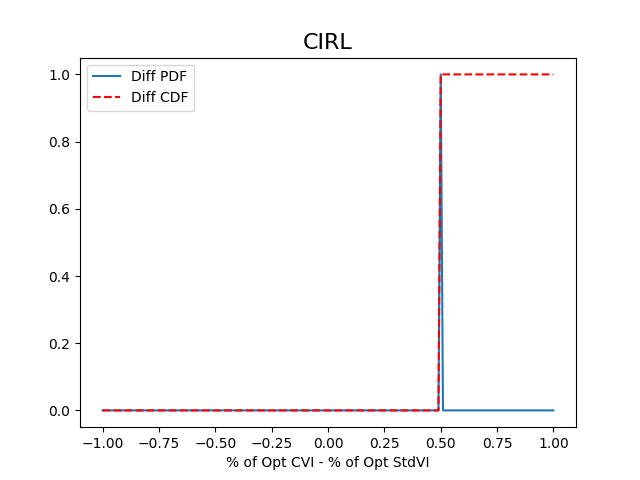 CIRL
Diff PDF
Diff CDF
1.0
0.8
0.6
0.4
0.2
0.0
−1.00 −0.75 −0.50 −0.25 0.00 0.25 0.50 0.75 1.00
% of Opt CVI - % of Opt StdVI